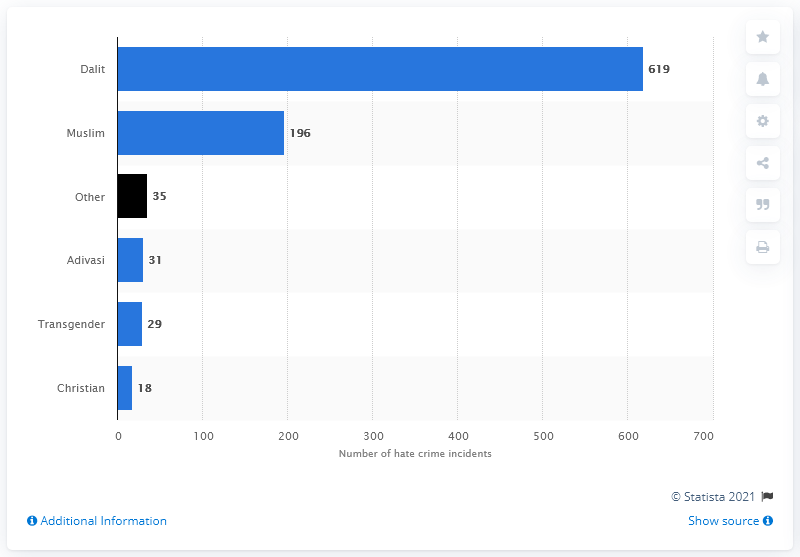 Dalit 619
Muslim 196
Other 35
Adivasi 31
Transgender 29
Christian 18
0 100 200 300 400 500 600 700
Number of hate crime incidents
© Statista 2021
Additional Information Show source